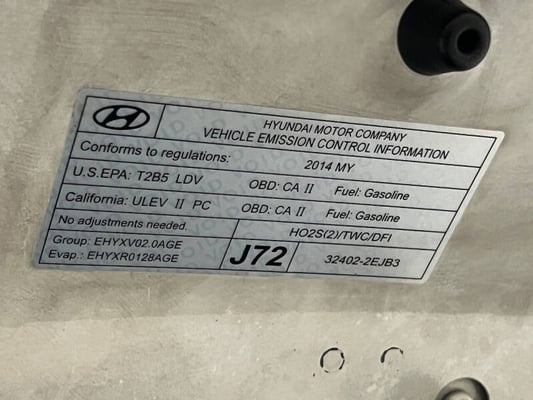 HYUNDAI MOTOR COMPANY
VEHICLE EMISSION CONTROL INFORMATION
Conforms to regulations: 2014 MY
U.S.EPA: T2B5 LDV OBD: CA II Fuel: Gasoline
California: ULEV II PC OBD: CA II Fuel: Gasoline
No adjustments needed. HO2S(2)/TWC/DFI
Group: EHYXV02.0AGE
Evap.: EHYXR0128AGE
J72
32402-2EJB3